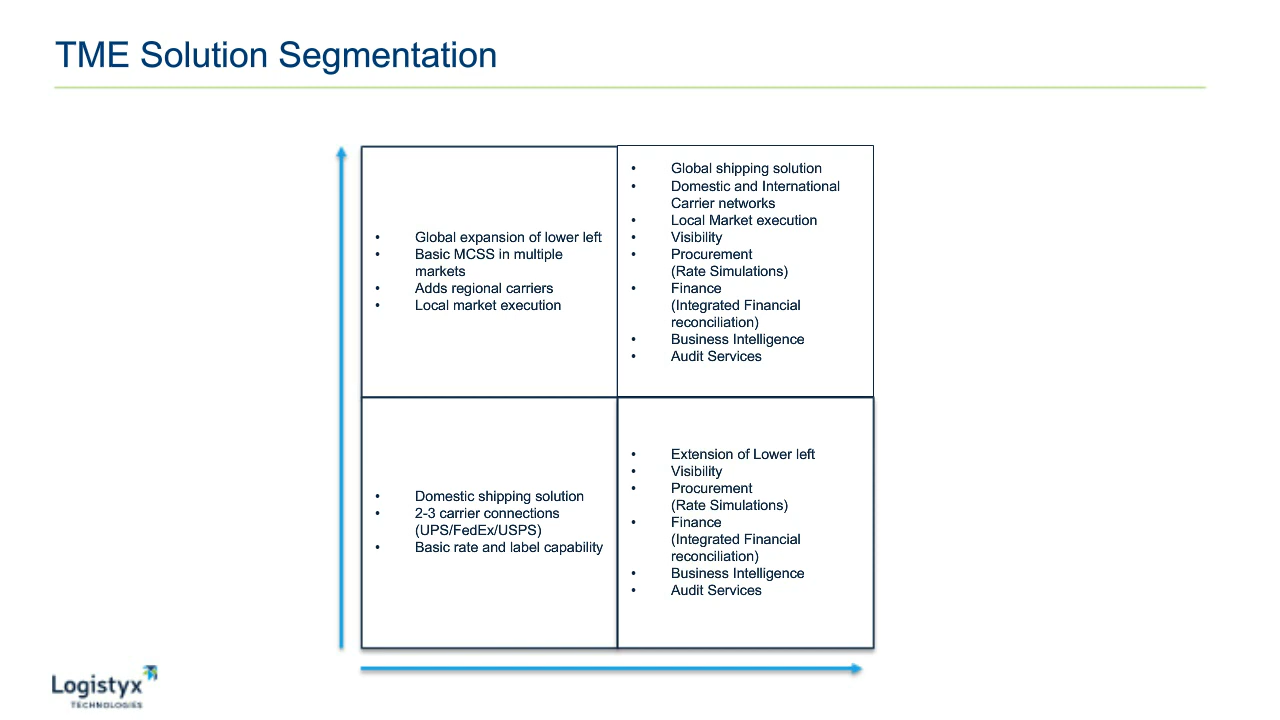 TME Solution Segmentation
• Global expansion of lower left
• Basic MCSS in multiple
markets
• Adds regional carriers
• Local market execution
• Global shipping solution
• Domestic and International
Carrier networks
• Local Market execution
• Visibility
• Procurement
(Rate Simulations)
• Finance
(Integrated Financial
reconciliation)
• Business Intelligence
• Audit Services
• Domestic shipping solution
• 2-3 carrier connections
(UPS/FedEx/USPS)
• Basic rate and label capability
• Extension of Lower left
• Visibility
• Procurement
(Rate Simulations)
• Finance
(Integrated Financial
reconciliation)
• Business Intelligence
• Audit Services
Logistyx
TECHNOLOGIES